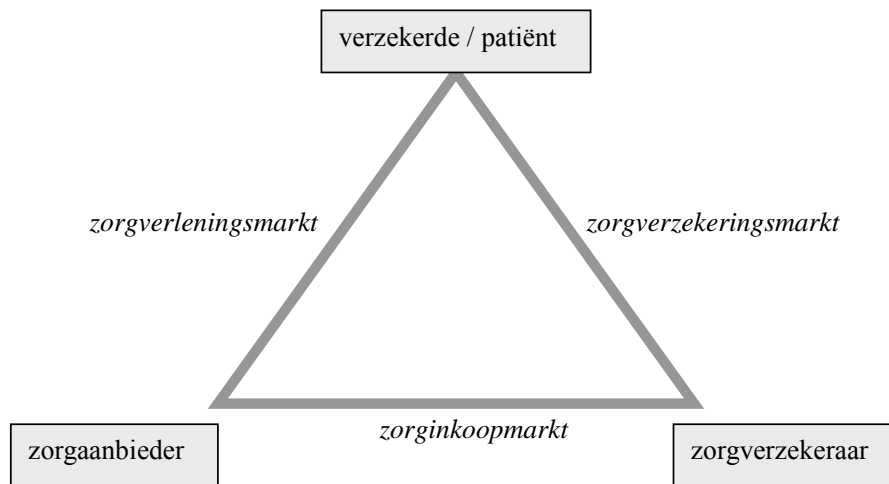 verzekerde / patiënt
zorgverleningsmarkt
zorgverzekeringsmarkt
zorginkoopmarkt
zorgaanbieder
zorgverzekeraar